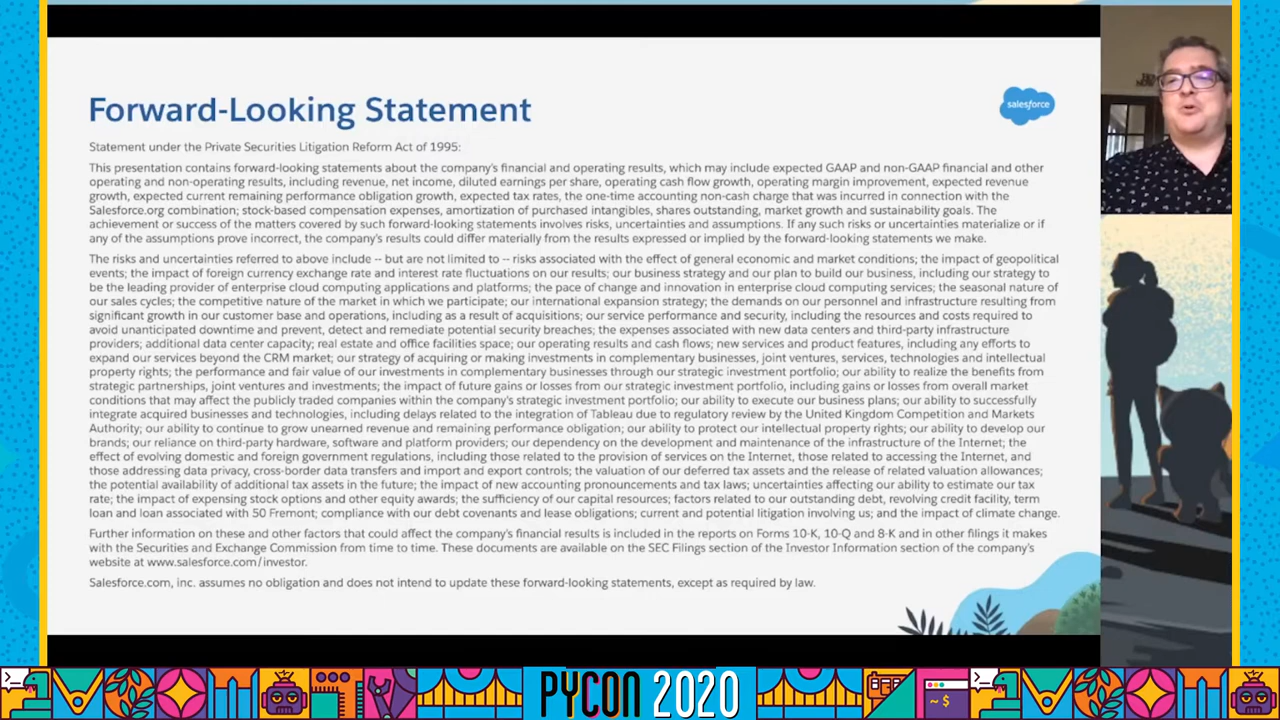 Forward-Looking Statement
salesforce
Statement under the Private Securities Litigation Reform Act of 1995:
This presentation contains forward-looking statements about the company's financial and operating results, which may include expected GAAP and non-GAAP financial and other
operating and non-operating results, including revenue, net income, diluted earnings per share, operating cash flow growth, operating margin improvement, expected revenue
growth, expected current remaining performance obligation growth, expected tax rates, the one-time accounting non-cash charge that was incurred in connection with the
Salesforce.org combination; stock-based compensation expenses, amortization of purchased intangibles, shares outstanding, market growth and sustainability goals. The
achievement or success of the matters covered by such forward-looking statements involves risks, uncertainties and assumptions. If any such risks or uncertainties materialize or if
any of the assumptions prove incorrect, the company's results could differ materially from the results expressed or implied by the forward-looking statements we make.
The risks and uncertainties referred to above include -- but are not limited to -- risks associated with the effect of general economic and market conditions; the impact of geopolitical
events; the impact of foreign currency exchange rate and interest rate fluctuations on our results; our business strategy and our plan to build our business, including our strategy to
be the leading provider of enterprise cloud computing applications and platforms; the pace of change and innovation in enterprise cloud computing services; the seasonal nature of
our sales cycles; the competitive nature of the market in which we participate; our international expansion strategy; the demands on our personnel and infrastructure resulting from
significant growth in our customer base and operations, including as a result of acquisitions; our service performance and security, including the resources and costs required to
avoid unanticipated downtime and prevent, detect and remediate potential security breaches; the expenses associated with new data centers and third-party infrastructure
providers; additional data center capacity; real estate and office facilities space; our operating results and cash flows; new services and product features, including any efforts to
expand our services beyond the CRM market; our strategy of acquiring or making investments in complementary businesses, joint ventures, services, technologies and intellectual
property rights; the performance and fair value of our investments in complementary businesses through our strategic investment portfolio; our ability to realize the benefits from
strategic partnerships, joint ventures and investments; the impact of future gains or losses from our strategic investment portfolio, including gains or losses from overall market
conditions that may affect the publicly traded companies within the company's strategic investment portfolio; our ability to execute our business plans; our ability to successfully
integrate acquired businesses and technologies, including delays related to the integration of Tableau due to regulatory review by the United Kingdom Competition and Markets
Authority; our ability to continue to grow unearned revenue and remaining performance obligation; our ability to protect our intellectual property rights; our ability to develop our
brands; our reliance on third-party hardware, software and platform providers; our dependency on the development and maintenance of the infrastructure of the Internet; the
effect of evolving domestic and foreign government regulations, including those related to the provision of services on the Internet, those related to accessing the Internet, and
those addressing data privacy, cross-border data transfers and import and export controls; the valuation of our deferred tax assets and the release of related valuation allowances;
the potential availability of additional tax assets in the future; the impact of new accounting pronouncements and tax laws; uncertainties affecting our ability to estimate our tax
rate; the impact of expensing stock options and other equity awards; the sufficiency of our capital resources; factors related to our outstanding debt, revolving credit facility, term
loan and loan associated with 50 Fremont; compliance with our debt covenants and lease obligations; current and potential litigation involving us; and the impact of climate change.
Further information on these and other factors that could affect the company's financial results is included in the reports on Forms 10-K, 10-Q and 8-K and in other filings it makes
with the Securities and Exchange Commission from time to time. These documents are available on the SEC Filings section of the Investor Information section of the company's
website at www.salesforce.com/investor.
Salesforce.com, inc. assumes no obligation and does not intend to update these forward-looking statements, except as required by law.
PYCON 2020
~$